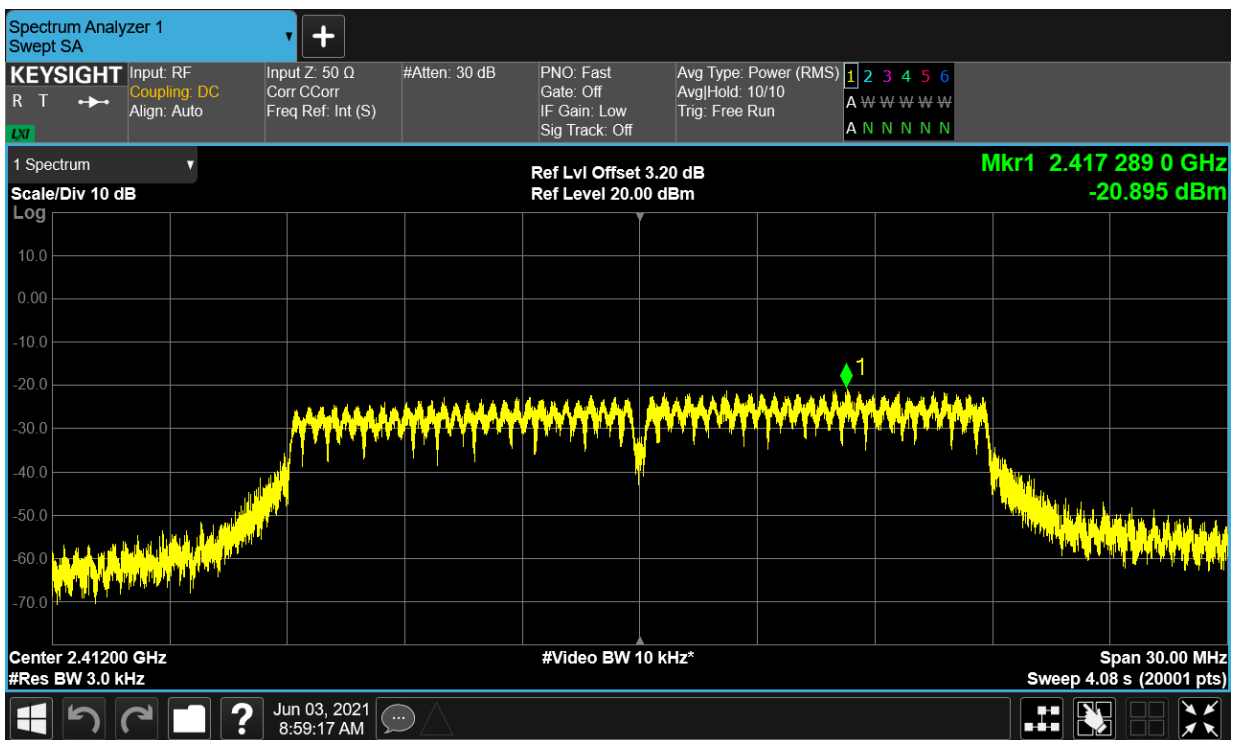 Spectrum Analyzer 1
Swept SA
+
KEYSIGHT
R T
LXI
Input: RF
Coupling: DC
Align: Auto
Input Z: 50 Ω
Corr CCorr
Freq Ref: Int (S)
#Atten: 30 dB
PNO: Fast
Gate: Off
IF Gain: Low
Sig Track: Off
Avg Type: Power (RMS)
Avg|Hold: 10/10
Trig: Free Run
1 2 3 4 5 6
A W W W W W
A N N N N N
1 Spectrum
Scale/Div 10 dB
Log
Ref Lvl Offset 3.20 dB
Ref Level 20.00 dBm
Mkr1 2.417 289 0 GHz
-20.895 dBm
10.0
0.00
-10.0
-20.0
-30.0
-40.0
-50.0
-60.0
-70.0
1
Center 2.41200 GHz
#Res BW 3.0 kHz
#Video BW 10 kHz*
Span 30.00 MHz
Sweep 4.08 s (20001 pts)
?
Jun 03, 2021
8:59:17 AM